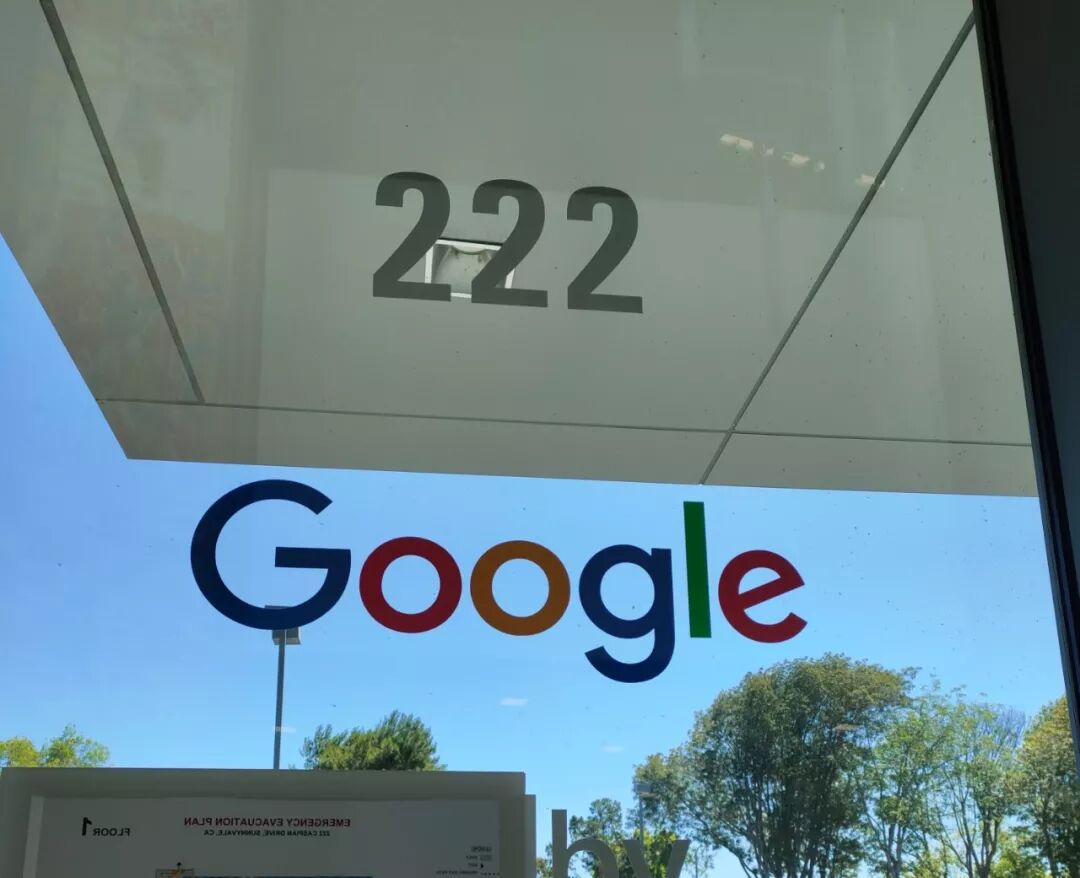 222
Google
EMERGENCY EVACUATION PLAN
222 CASPIAN DRIVE, SUNNYVALE, CA
FLOOR 1